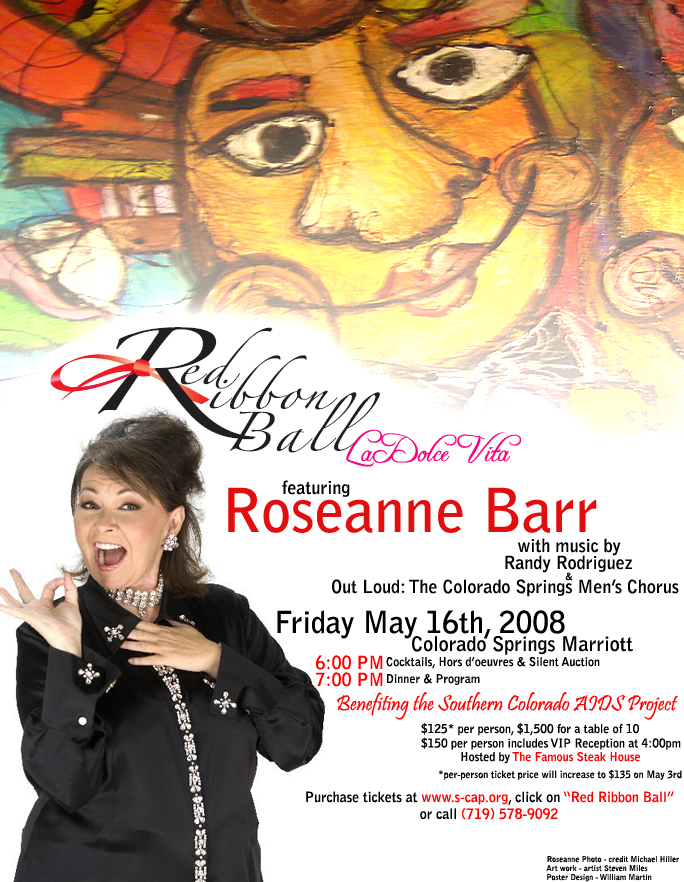 Red
Ribbon
Ball
La Dolce Vita
featuring
Roseanne Barr
with music by
Randy Rodriguez
&
Out Loud: The Colorado Springs Men's Chorus
Friday May 16th, 2008
Colorado Springs Marriott
6:00 PM Cocktails, Hors d'oeuvres & Silent Auction
7:00 PM Dinner & Program
Benefiting the Southern Colorado AIDS Project
$125* per person, $1,500 for a table of 10
$150 per person includes VIP Reception at 4:00pm
Hosted by The Famous Steak House
*per-person ticket price will increase to $135 on May 3rd
Purchase tickets at www.s-cap.org, click on "Red Ribbon Ball"
or call (719) 578-9092
Roseanne Photo - credit Michael Hiller
Art work - artist Steven Miles
Poster Design - William Martin